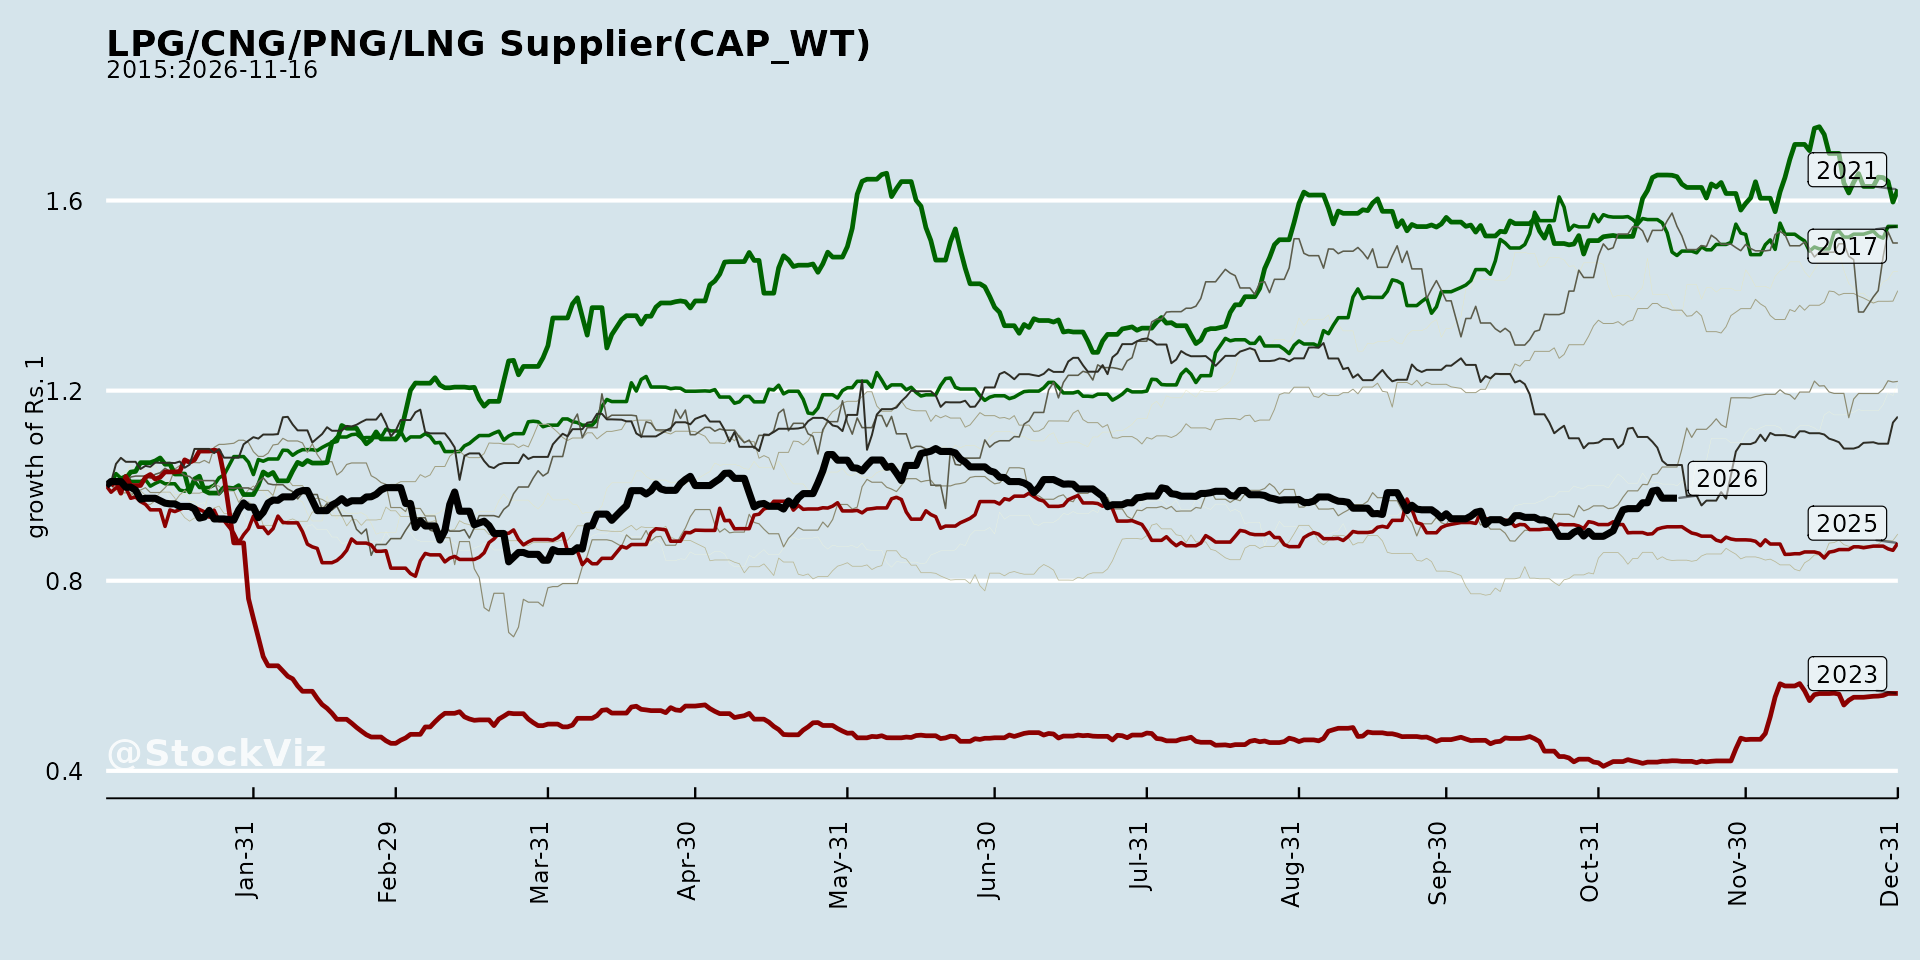 LPG/CNG/PNG/LNG Supplier(CAP_WT)
2015:2026-11-16
growth of Rs. 1
1.6
1.2
0.8
0.4
2021
2017
2026
2025
2023
@StockViz
Jan-31
Feb-29
Mar-31
Apr-30
May-31
Jun-30
Jul-31
Aug-31
Sep-30
Oct-31
Nov-30
Dec-31